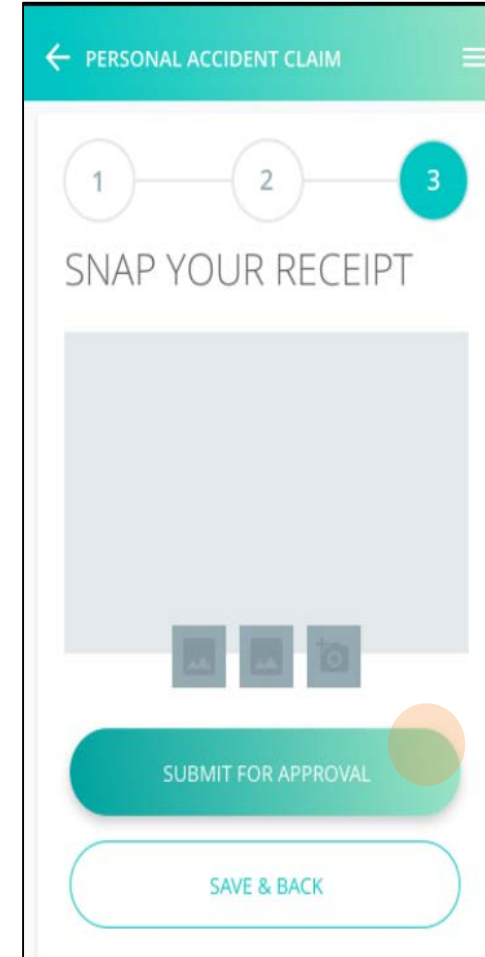 PERSONAL ACCIDENT CLAIM
1 2 3
SNAP YOUR RECEIPT
SUBMIT FOR APPROVAL
SAVE & BACK